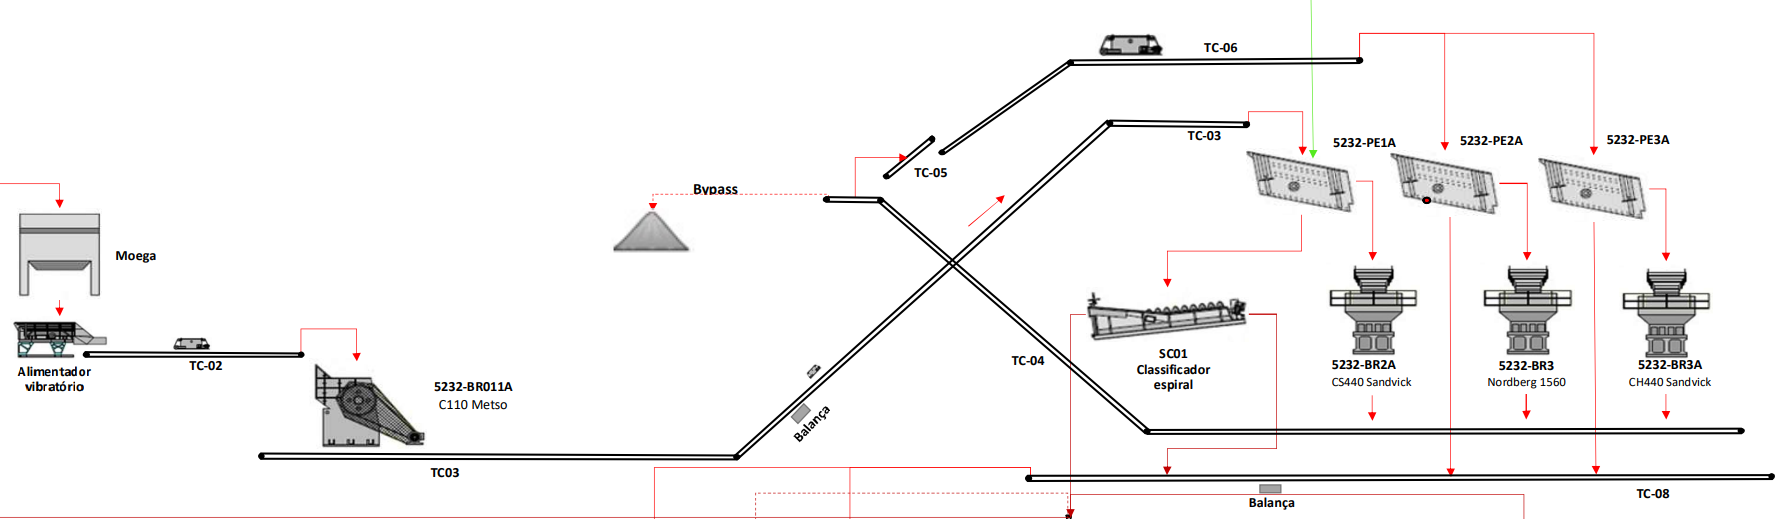 TC-06
TC-03
5232-PE1A
5232-PE2A
5232-PE3A
TC-05
Bypass
Moega
Alimentador
vibratório
TC-02
5232-BR011A
C110 Metso
TC-04
SC01
Classificador
espiral
5232-BR2A
CS440 Sandvick
5232-BR3
Nordberg 1560
5232-BR3A
CH440 Sandvick
Balança
TC03
Balança
TC-08